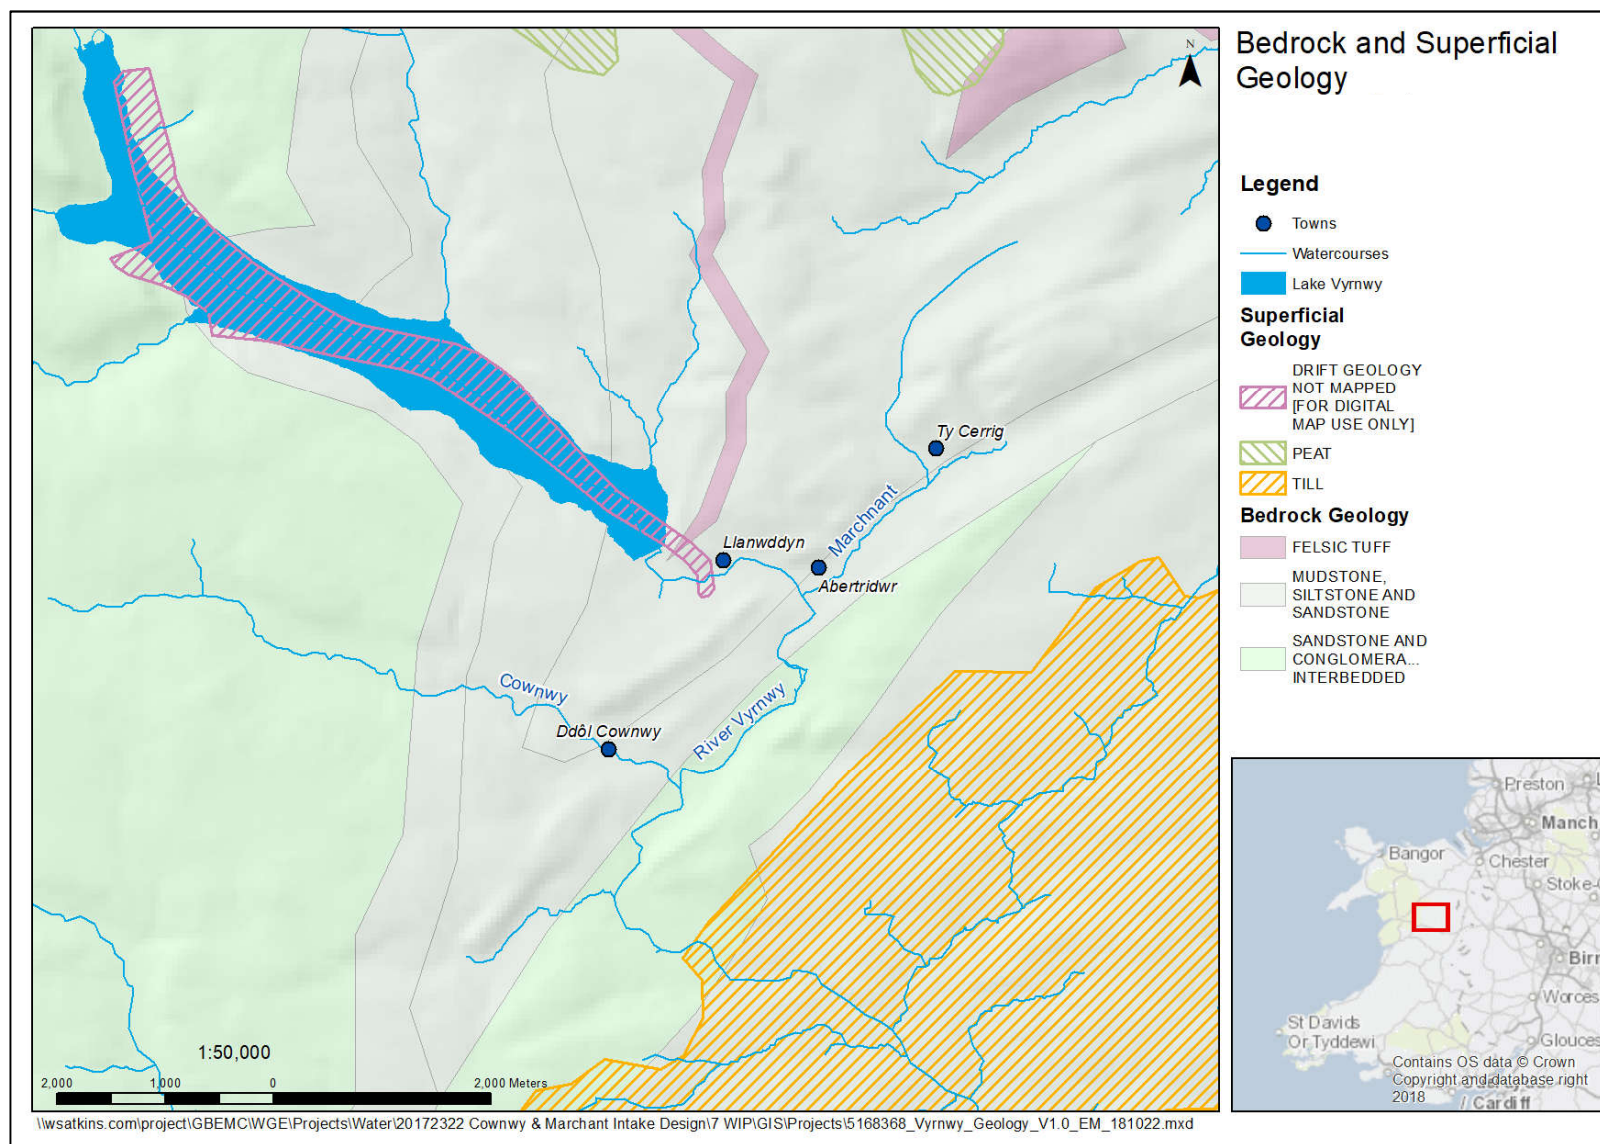 Bedrock and Superficial
Geology
N
Legend
Towns
Watercourses
Lake Vyrnwy
Superficial
Geology
DRIFT GEOLOGY
NOT MAPPED
[FOR DIGITAL
MAP USE ONLY]
PEAT
TILL
Bedrock Geology
FELSIC TUFF
MUDSTONE,
SILTSTONE AND
SANDSTONE
SANDSTONE AND
CONGLOMERA...
INTERBEDDED
Ty Cerrig
Marchnant
Llanwddyn
Abertridwr
Cownwy
River Vyrnwy
Ddôl Cownwy
1:50,000
2,000 1,000 0 2,000 Meters
Preston
Manch
Bangor
Chester
Stoke-
Birr
Worces
St Davids
Or Tyddewi
Glouces
Contains OS data © Crown
Copyright and database right
2018
/ Cardiff
\\wsatkins.com\project\GBEMC\WGE\Projects\Water\20172322 Cownwy & Marchant Intake Design\7 WIP\GIS\Projects\5168368_Vyrnwy_Geology_V1.0_EM_181022.mxd